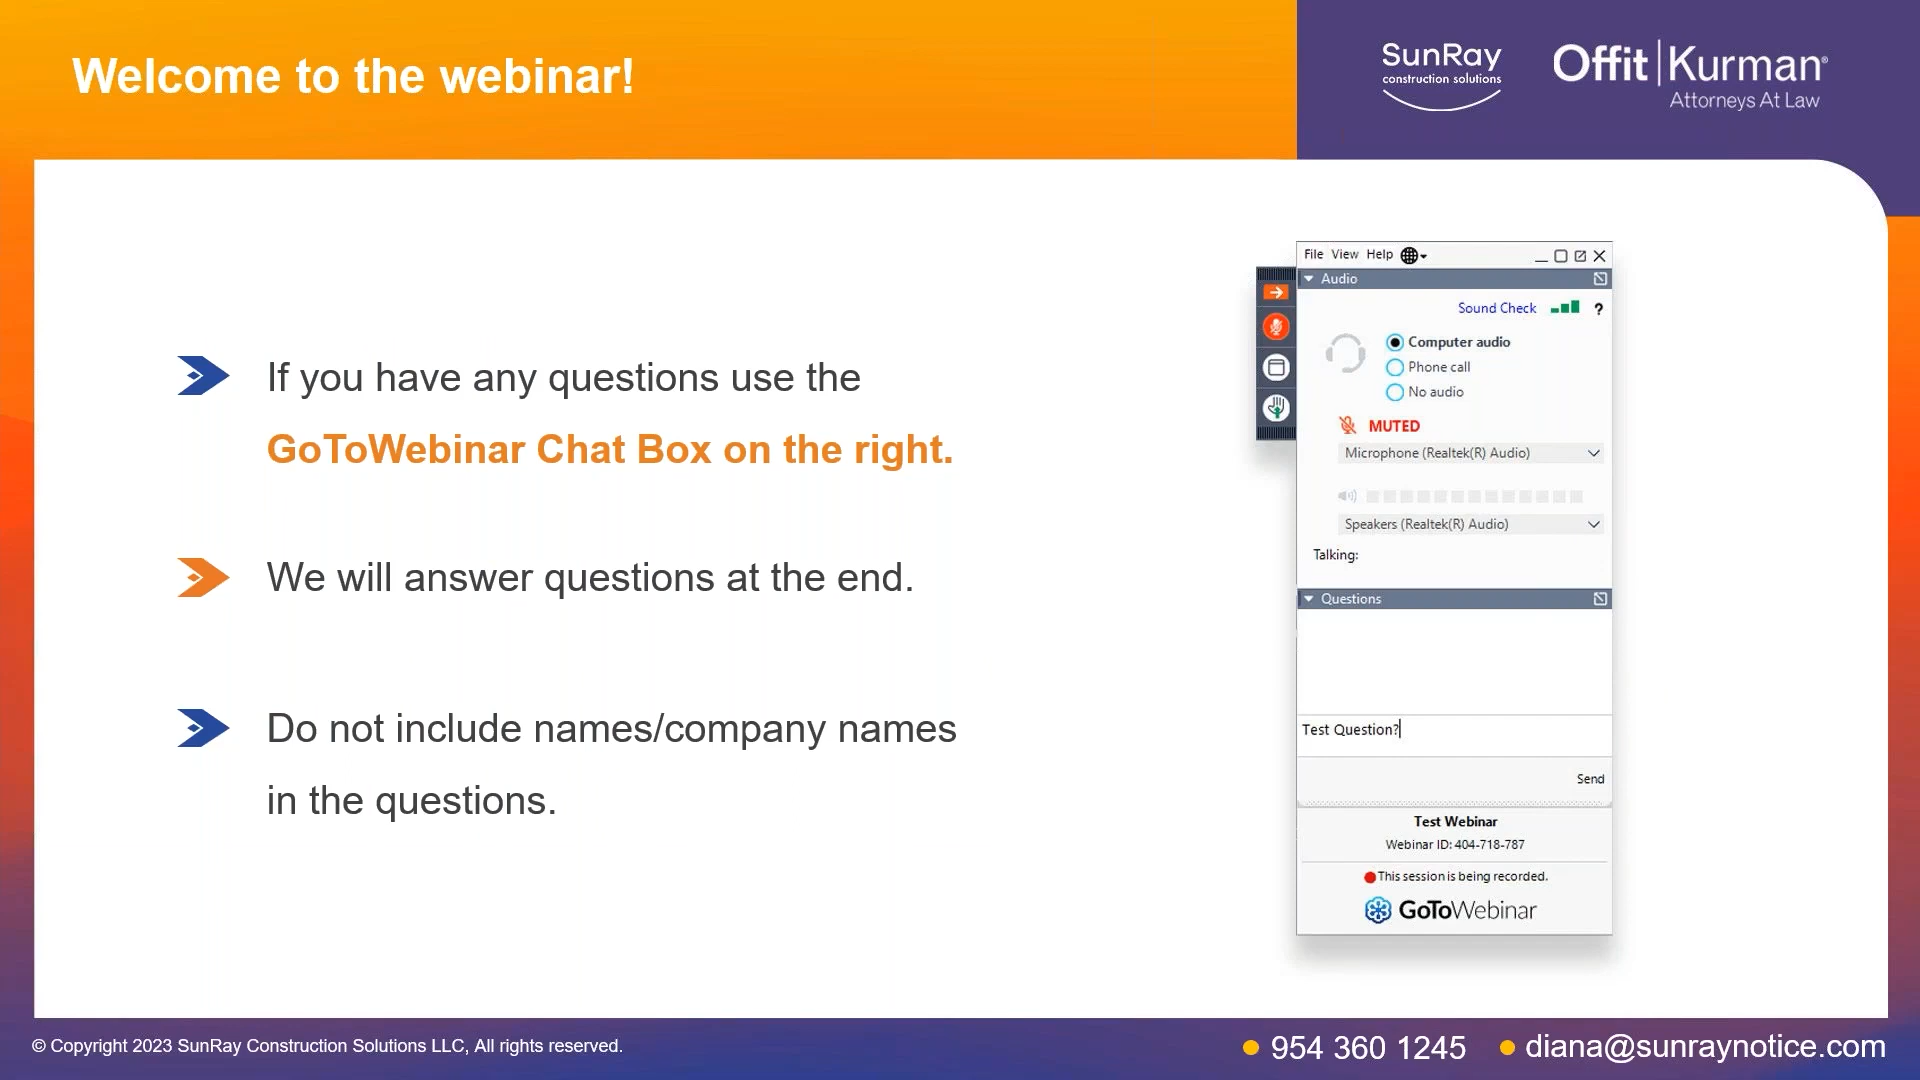 Welcome to the webinar!
SunRay
construction solutions
Offit|Kurman®
Attorneys At Law
If you have any questions use the
GoToWebinar Chat Box on the right.
We will answer questions at the end.
Do not include names/company names
in the questions.
File View Help
Audio
Sound Check ?
Computer audio
Phone call
No audio
MUTED
Microphone (Realtek(R) Audio)
Speakers (Realtek(R) Audio)
Talking:
Questions
Test Question?
Send
Test Webinar
Webinar ID: 404-718-787
This session is being recorded.
GoToWebinar
© Copyright 2023 SunRay Construction Solutions LLC, All rights reserved.
954 360 1245
diana@sunraynotice.com